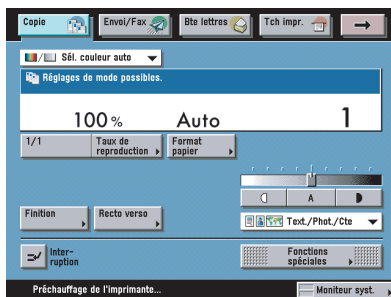 Copie Envoi/Fax Bte lettres Tch impr.
Sél. couleur auto
Réglages de mode possibles.
100 % Auto 1
1/1 Taux de reproduction Format papier
A
Finition Recto verso Text./Phot./Cte
Inter-
ruption
Fonctions
spéciales
Préchauffage de l'imprimante... Moniteur syst.